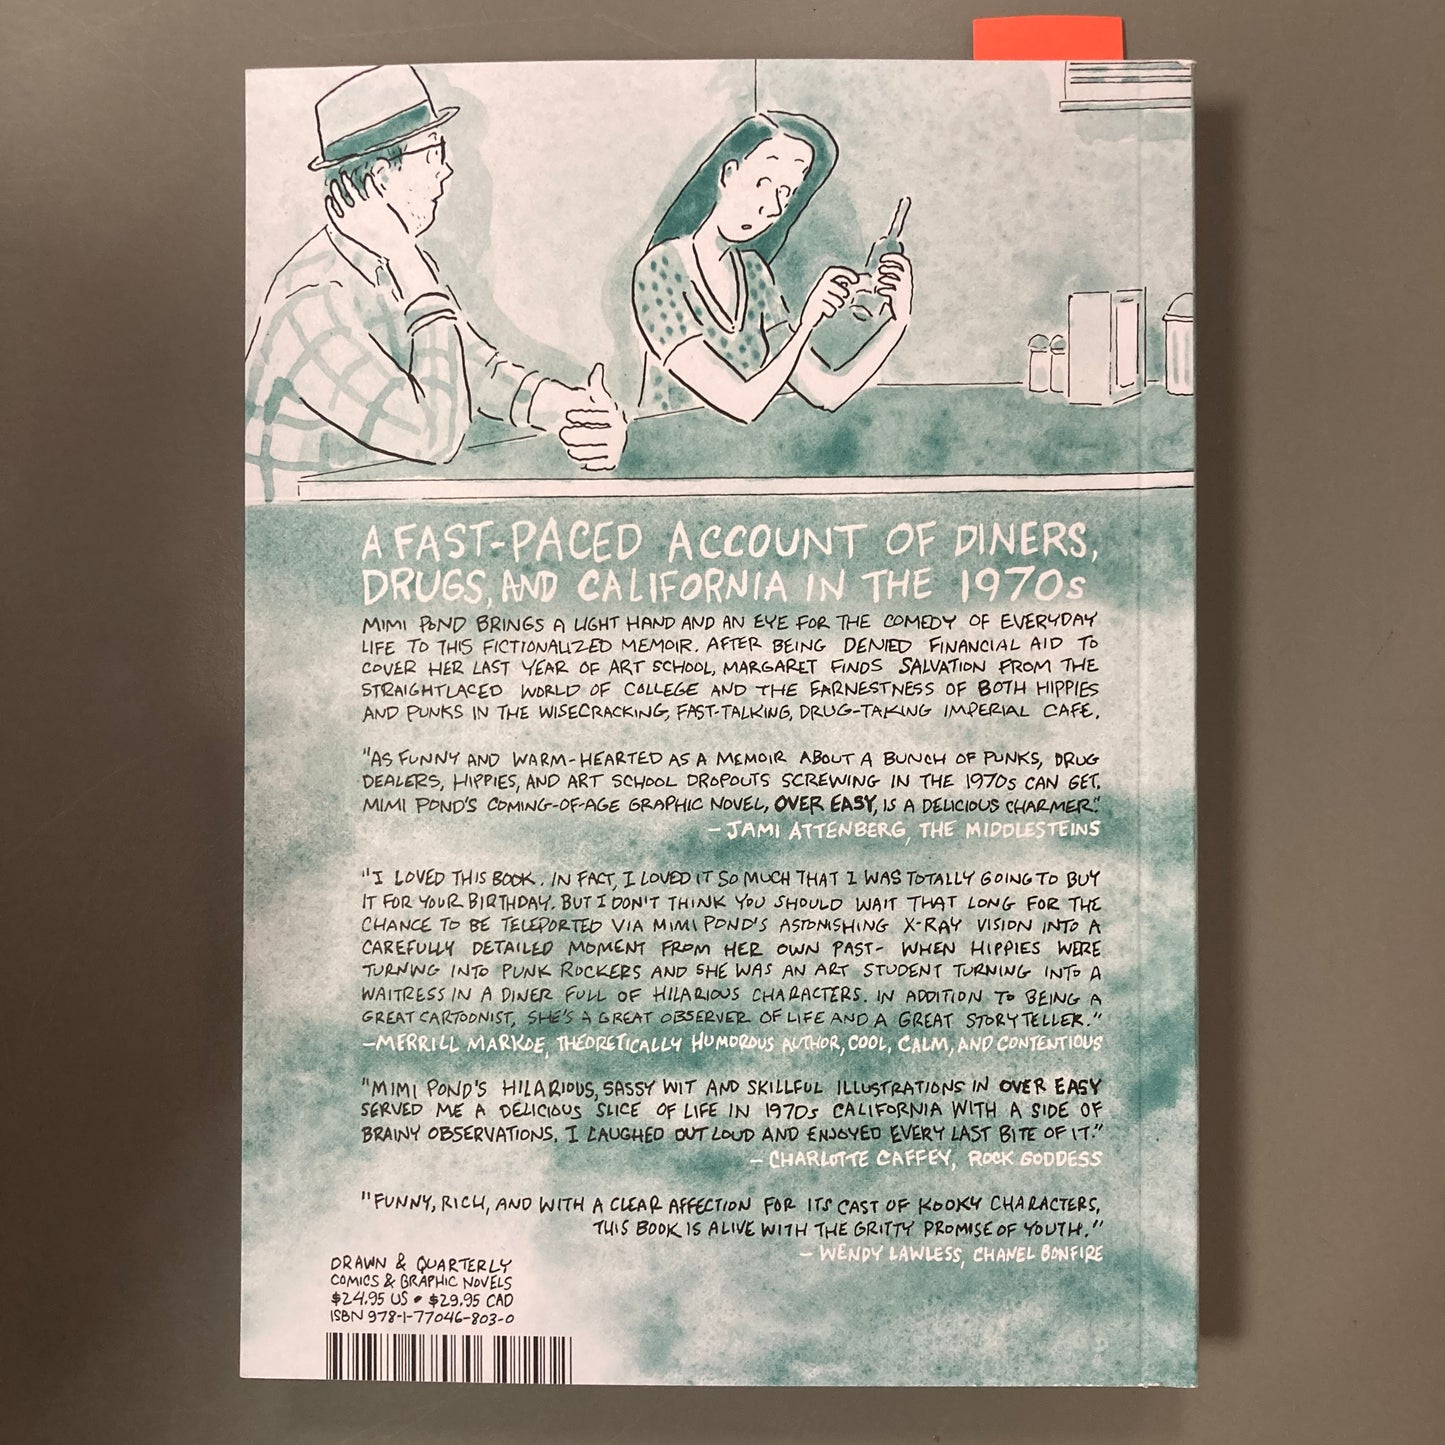 A FAST-PACED ACCOUNT OF DINERS,
DRUGS, AND CALIFORNIA IN THE 1970s
MIMI POND BRINGS A LIGHT HAND AND AN EYE FOR THE COMEDY OF EVERYDAY
LIFE TO THIS FICTIONALIZED MEMOIR. AFTER BEING DENIED FINANCIAL AID TO
COVER HER LAST YEAR OF ART SCHOOL, MARGARET FINDS SALVATION FROM THE
STRAIGHTLACED WORLD OF COLLEGE AND THE EARNESTNESS OF BOTH HIPPIES
AND PUNKS IN THE WISECRACKING, FAST-TALKING, DRUG-TAKING IMPERIAL CAFE.
"AS FUNNY AND WARM-HEARTED AS A MEMOIR ABOUT A BUNCH OF PUNKS, DRUG
DEALERS, HIPPIES, AND ART SCHOOL DROPOUTS SCREWING IN THE 1970s CAN GET.
MIMI POND'S COMING-OF-AGE GRAPHIC NOVEL, OVER EASY, IS A DELICIOUS CHARMER."
– JAMI ATTENBERG, THE MIDDLESTEINS
"I LOVED THIS BOOK. IN FACT, I LOVED IT SO MUCH THAT I WAS TOTALLY GOING TO BUY
IT FOR YOUR BIRTHDAY. BUT I DON'T THINK YOU SHOULD WAIT THAT LONG FOR THE
CHANCE TO BE TELEPORTED VIA MIMI POND'S ASTONISHING X-RAY VISION INTO A
CAREFULLY DETAILED MOMENT FROM HER OWN PAST- WHEN HIPPIES WERE
TURNING INTO PUNK ROCKERS AND SHE WAS AN ART STUDENT TURNING INTO A
WAITRESS IN A DINER FULL OF HILARIOUS CHARACTERS. IN ADDITION TO BEING A
GREAT CARTOONIST, SHE'S A GREAT OBSERVER OF LIFE AND A GREAT STORYTELLER."
–MERRILL MARKOE, THEORETICALLY HUMOROUS AUTHOR, COOL, CALM, AND CONTENTIOUS
"MIMI POND'S HILARIOUS, SASSY WIT AND SKILLFUL ILLUSTRATIONS IN OVER EASY
SERVED ME A DELICIOUS SLICE OF LIFE IN 1970s CALIFORNIA WITH A SIDE OF
BRAINY OBSERVATIONS. I LAUGHED OUT LOUD AND ENJOYED EVERY LAST BITE OF IT."
– CHARLOTTE CAFFEY, ROCK GODDESS
"FUNNY, RICH, AND WITH A CLEAR AFFECTION FOR ITS CAST OF KOOKY CHARACTERS,
THIS BOOK IS ALIVE WITH THE GRITTY PROMISE OF YOUTH."
– WENDY LAWLESS, CHANEL BONFIRE
DRAWN & QUARTERLY
COMICS & GRAPHIC NOVELS
$24.95 US • $29.95 CAD
ISBN 978-1-77046-803-0